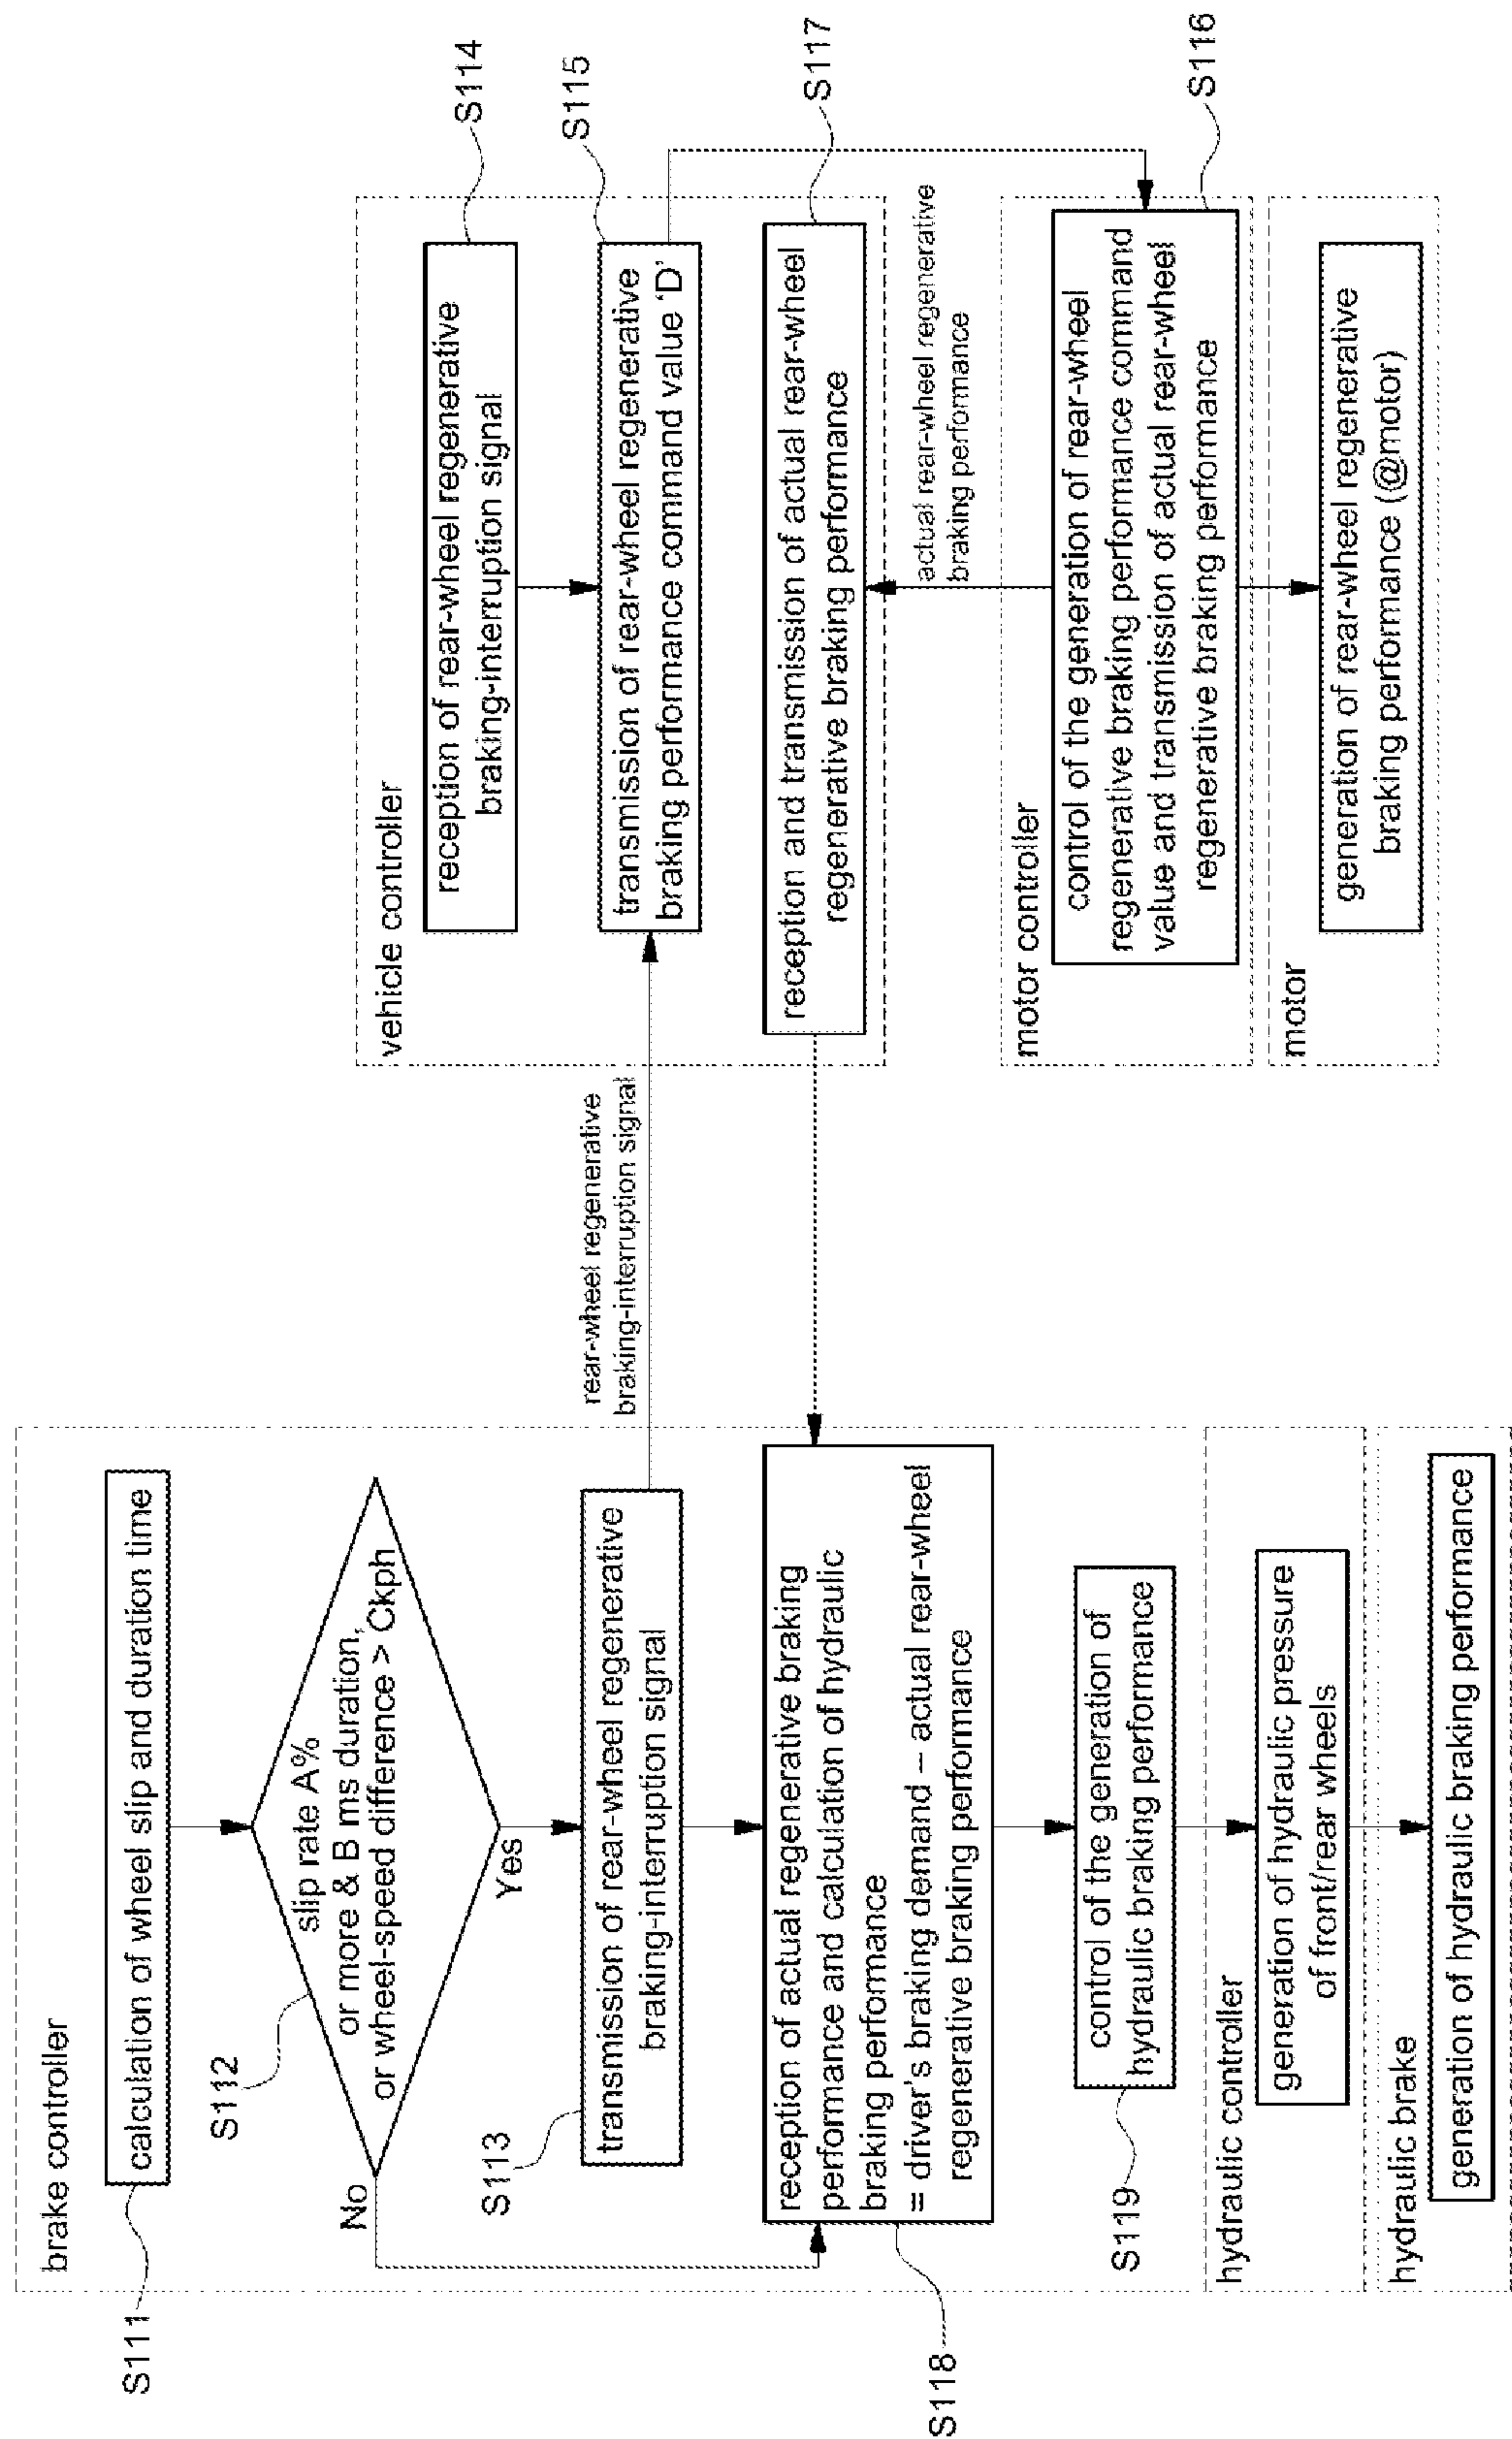 brake controller
S111
calculation of wheel slip and duration time
S112
slip rate A%
or more & B ms duration,
or wheel-speed difference > Ckph
No
Yes
S113
transmission of rear-wheel regenerative
braking-interruption signal
rear-wheel regenerative
braking-interruption signal
reception of actual regenerative braking
performance and calculation of hydraulic
braking performance
= driver's braking demand – actual rear-wheel
regenerative braking performance
S118
control of the generation of
hydraulic braking performance
S119
hydraulic controller
generation of hydraulic pressure
of front/rear wheels
hydraulic brake
generation of hydraulic braking performance
vehicle controller
reception of rear-wheel regenerative
braking-interruption signal
S114
transmission of rear-wheel regenerative
braking performance command value 'D'
S115
reception and transmission of actual rear-wheel
regenerative braking performance
S117
actual rear-wheel regenerative
braking performance
motor controller
control of the generation of rear-wheel
regenerative braking performance command
value and transmission of actual rear-wheel
regenerative braking performance
S116
motor
generation of rear-wheel regenerative
braking performance (@motor)